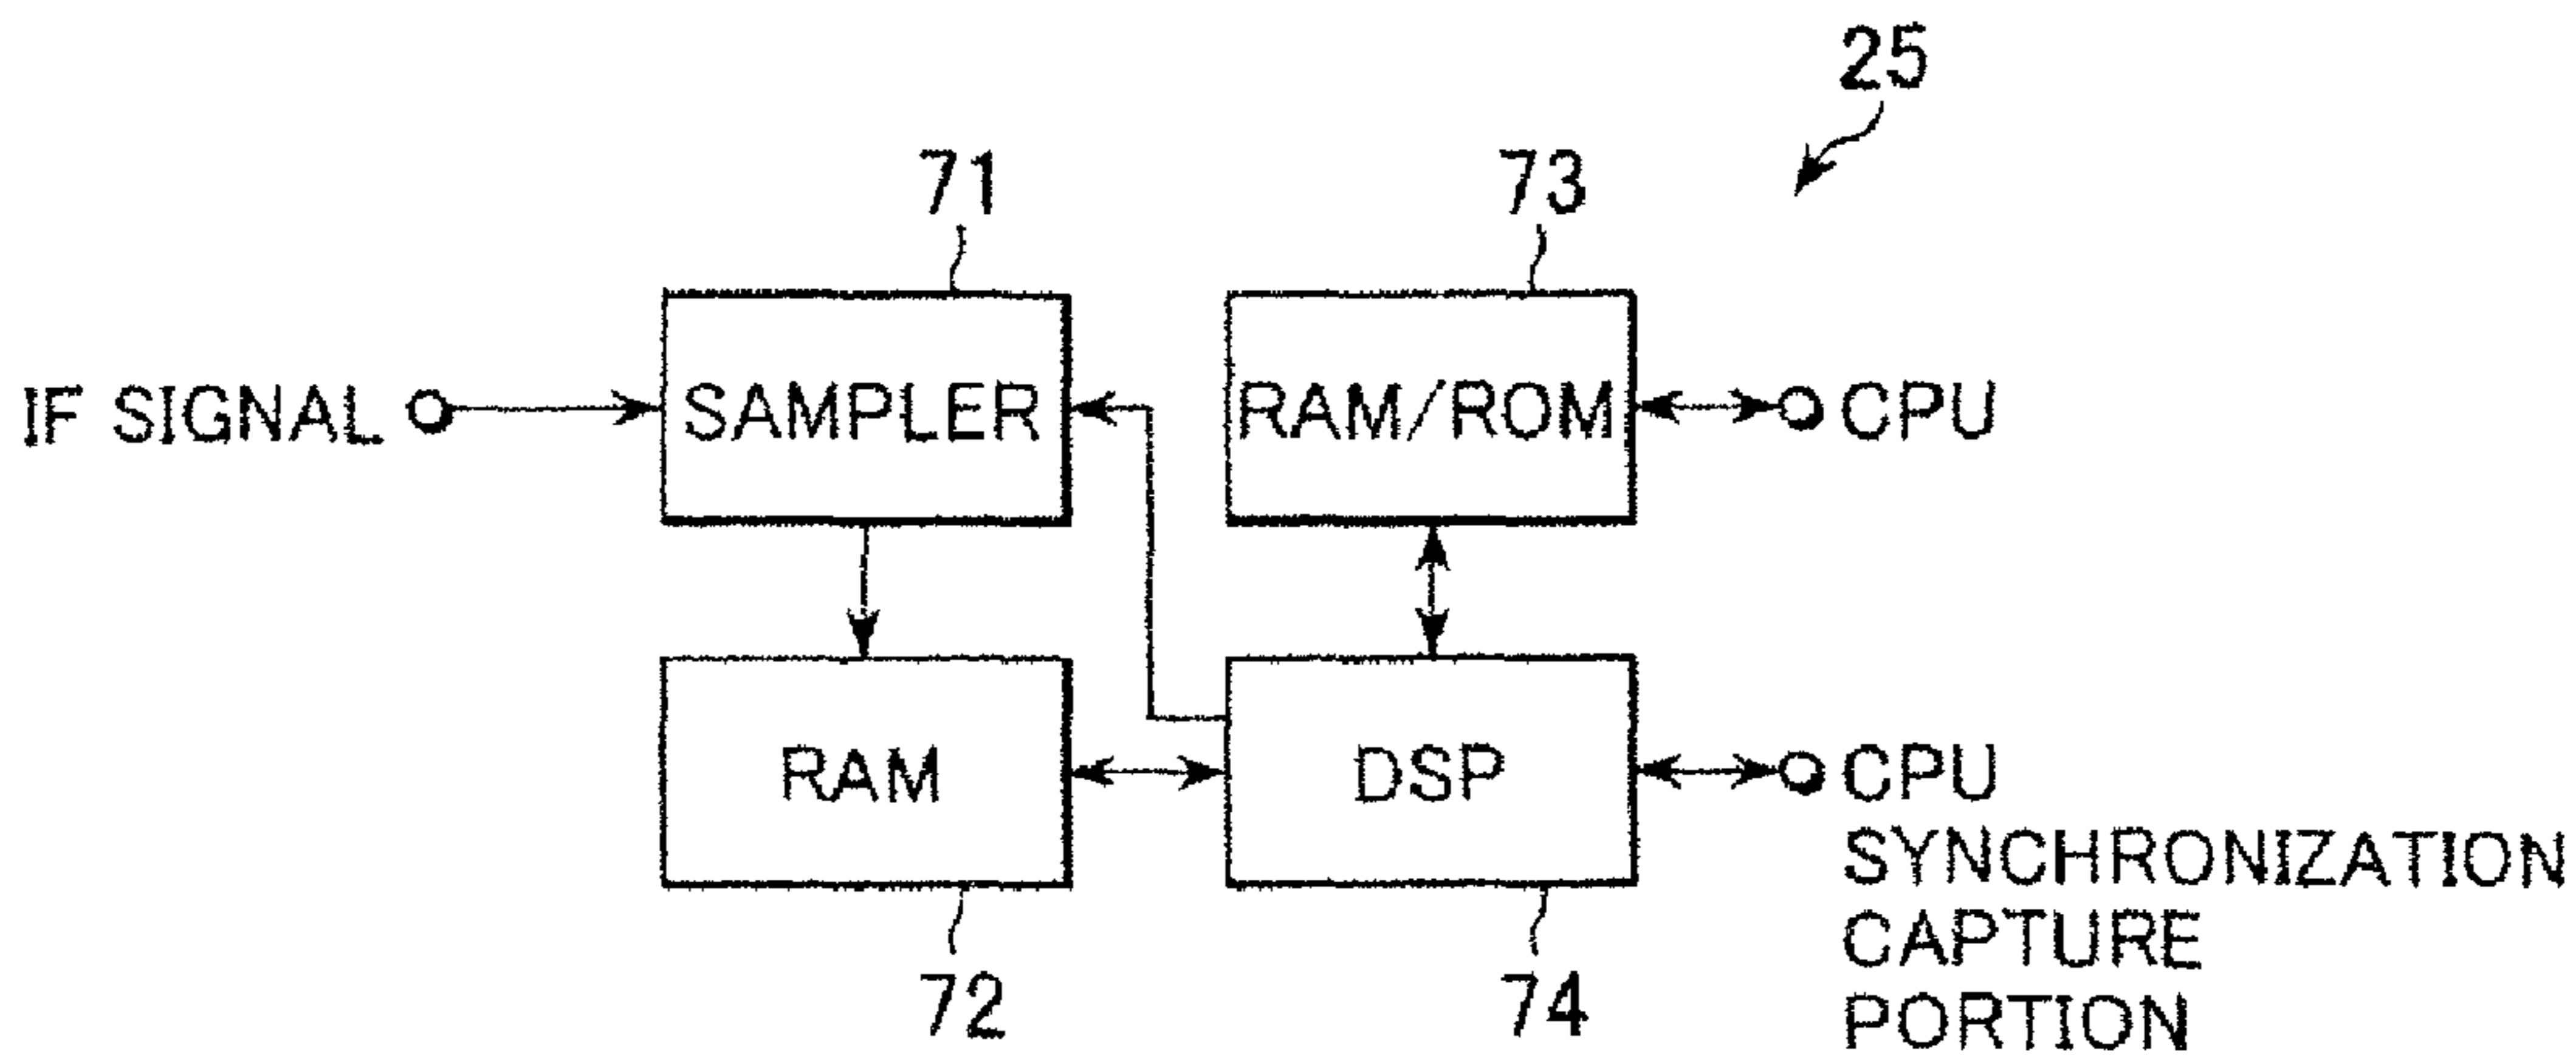 25
71
73
IF SIGNAL
SAMPLER
RAM/ROM
CPU
RAM
DSP
CPU
SYNCHRONIZATION
CAPTURE
PORTION
72
74